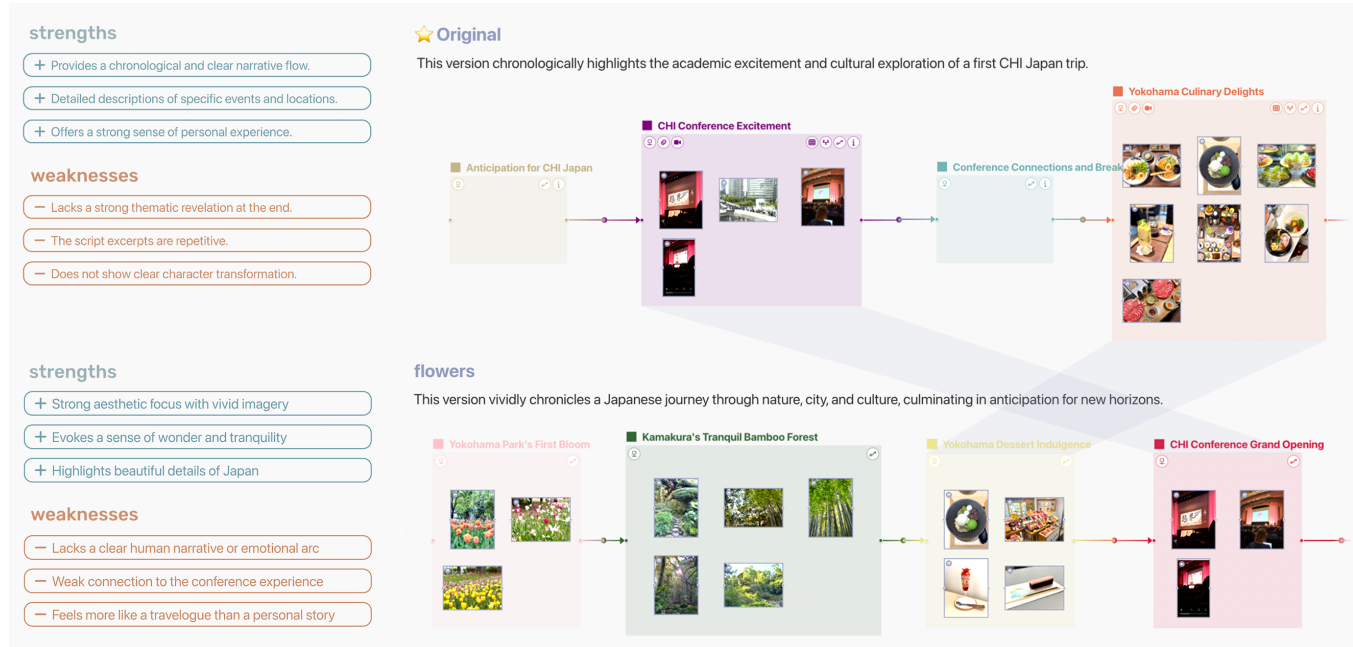 strengths
+ Provides a chronological and clear narrative flow.
+ Detailed descriptions of specific events and locations.
+ Offers a strong sense of personal experience.
weaknesses
− Lacks a strong thematic revelation at the end.
− The script excerpts are repetitive.
− Does not show clear character transformation.
Original
This version chronologically highlights the academic excitement and cultural exploration of a first CHI Japan trip.
Anticipation for CHI Japan
CHI Conference Excitement
Conference Connections and Break
Yokohama Culinary Delights
strengths
+ Strong aesthetic focus with vivid imagery
+ Evokes a sense of wonder and tranquility
+ Highlights beautiful details of Japan
weaknesses
− Lacks a clear human narrative or emotional arc
− Weak connection to the conference experience
− Feels more like a travelogue than a personal story
flowers
This version vividly chronicles a Japanese journey through nature, city, and culture, culminating in anticipation for new horizons.
Yokohama Park's First Bloom
Kamakura's Tranquil Bamboo Forest
Yokohama Dessert Indulgence
CHI Conference Grand Opening